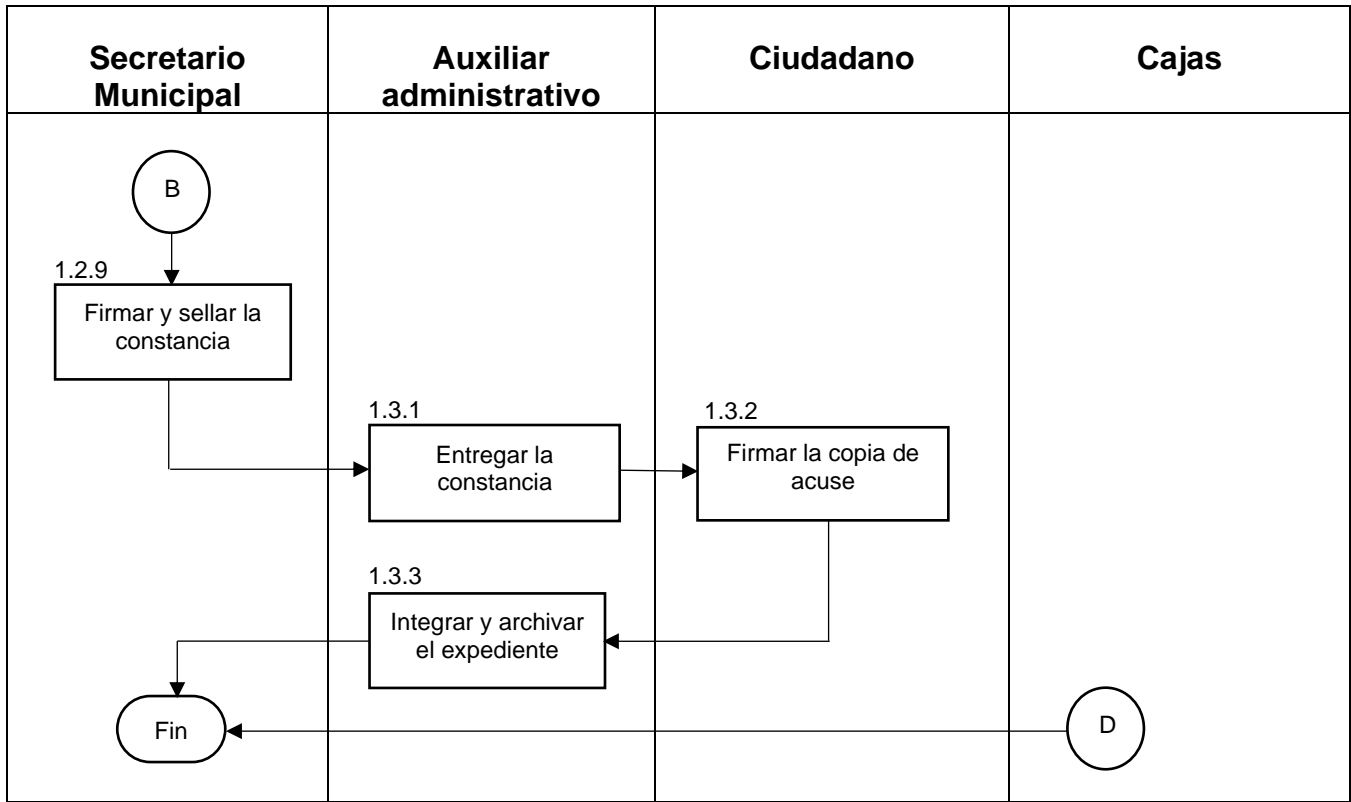 Secretario
Municipal
Auxiliar
administrativo
Ciudadano
Cajas
B
1.2.9
Firmar y sellar la
constancia
1.3.1
Entregar la
constancia
1.3.2
Firmar la copia de
acuse
1.3.3
Integrar y archivar
el expediente
Fin
D